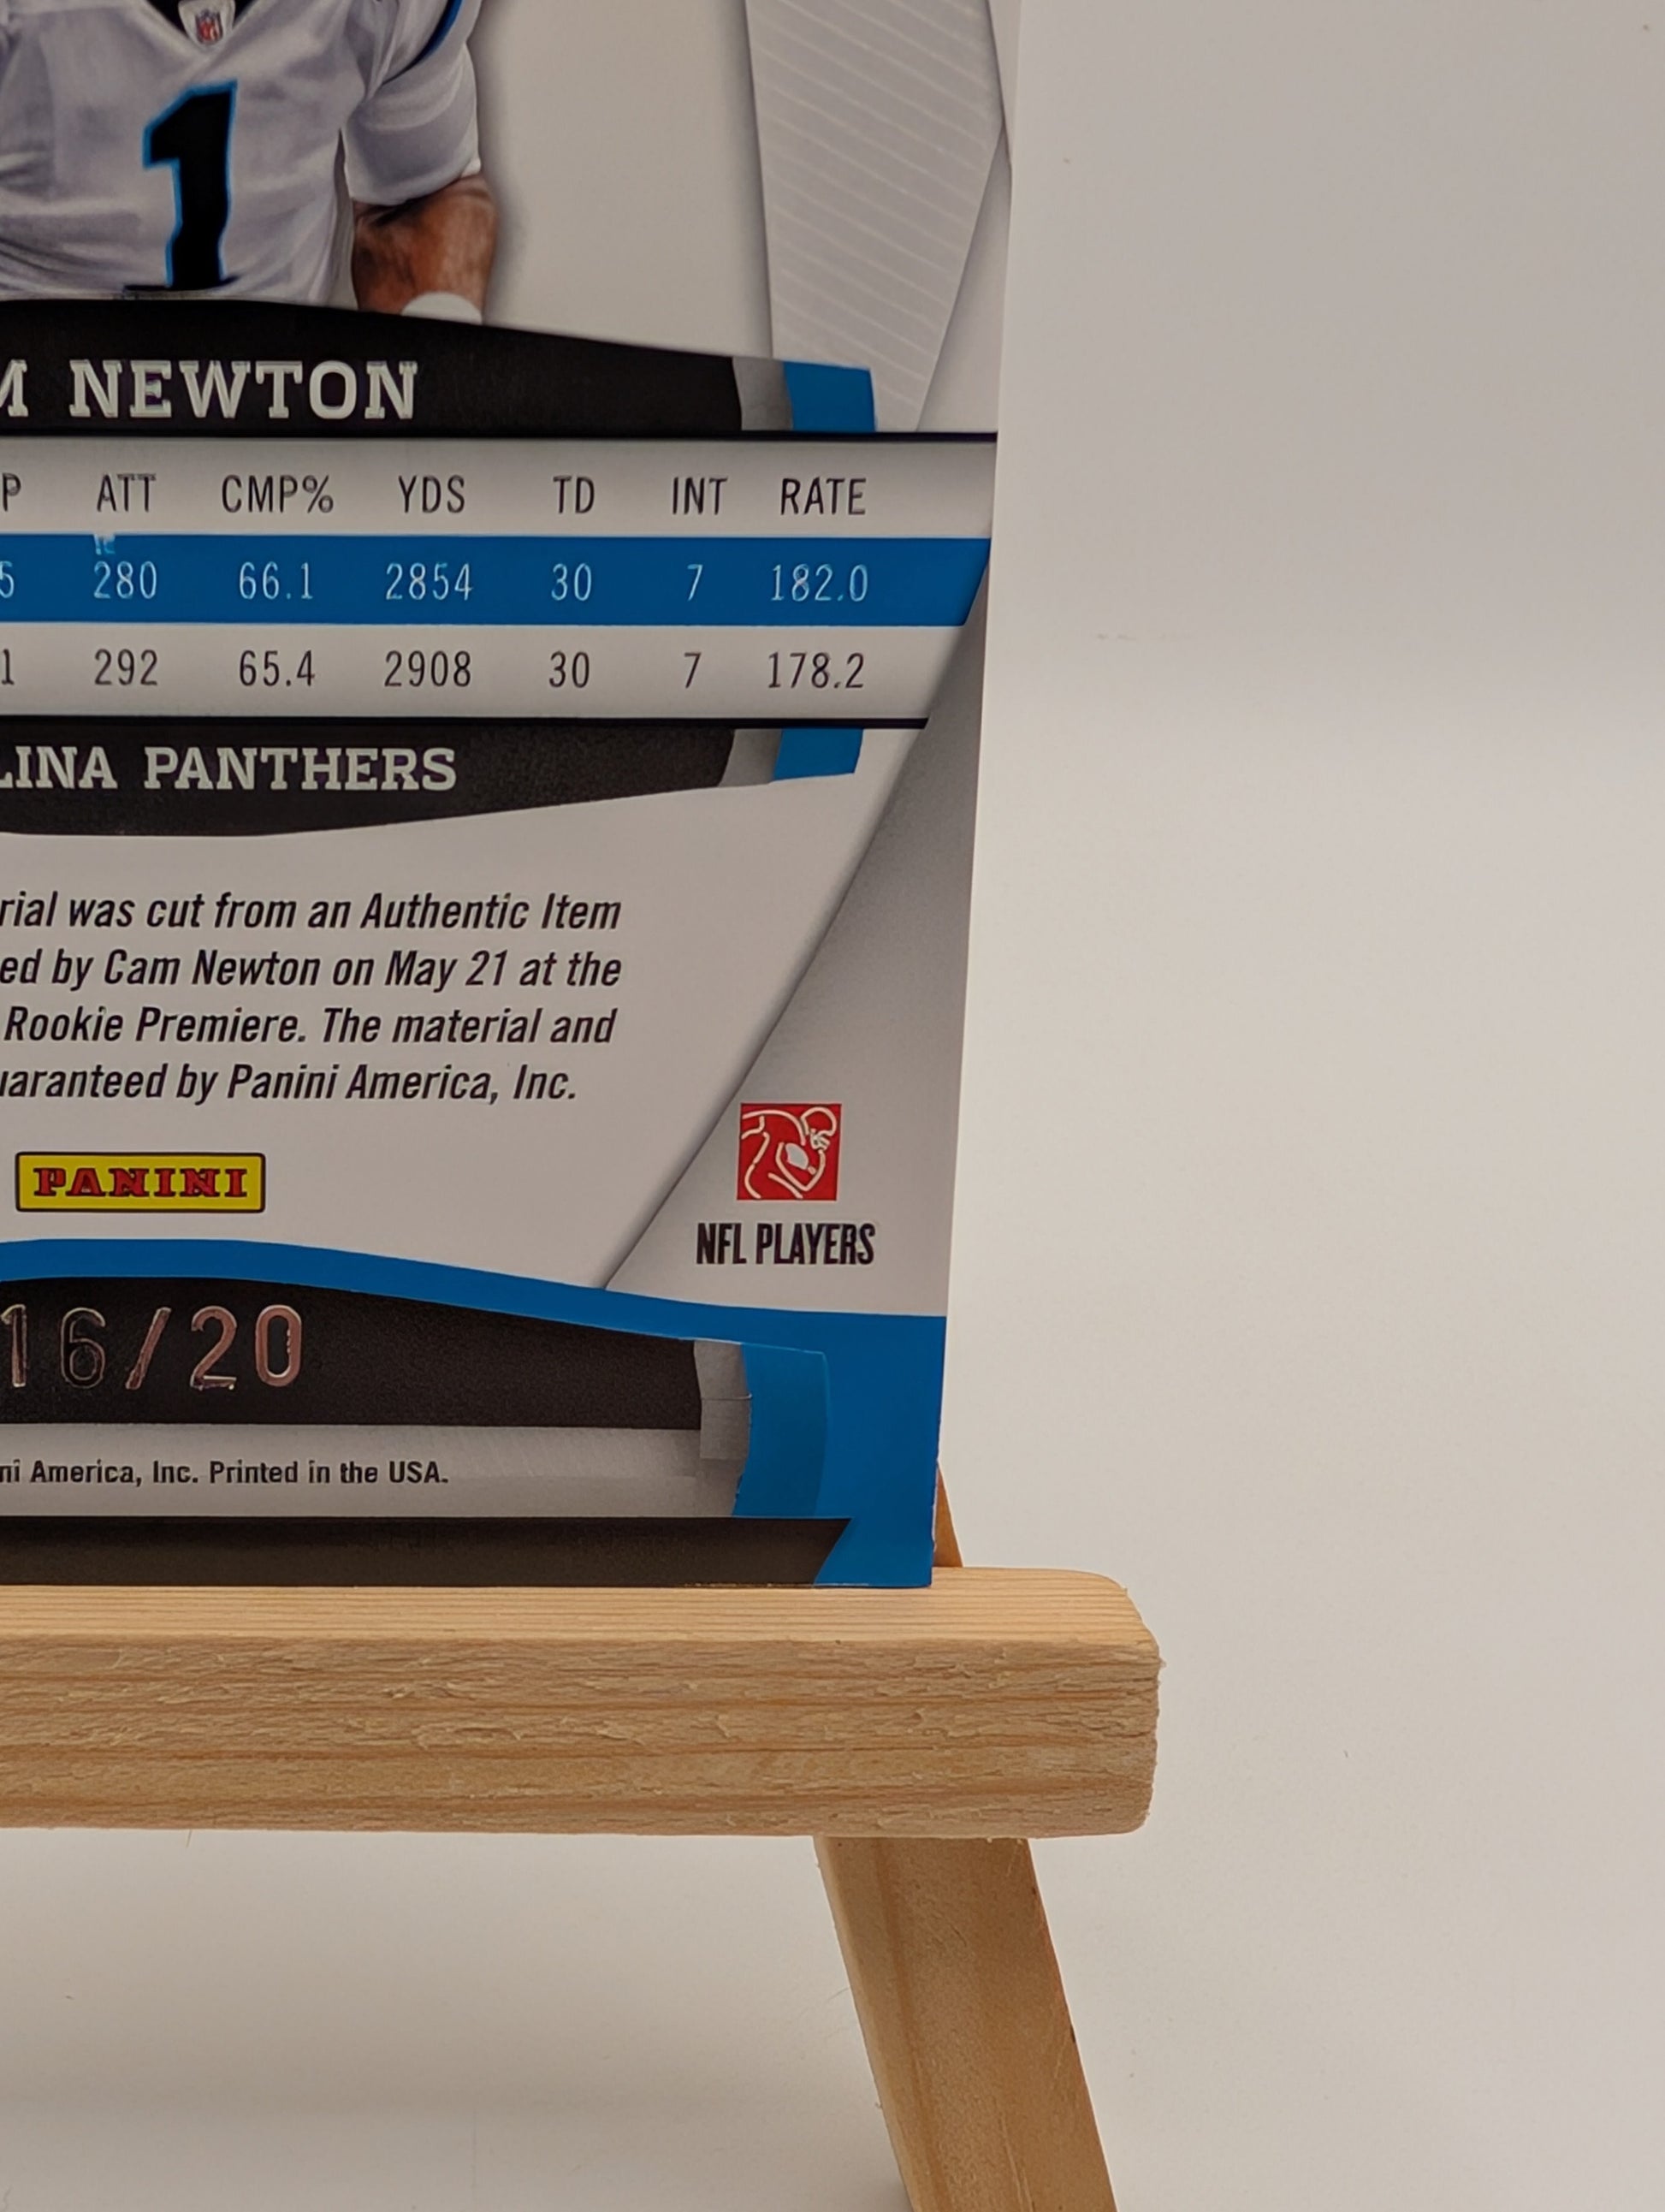 1
M NEWTON
P ATT CMP% YDS TD INT RATE
5 280 66.1 2854 30 7 182.0
1 292 65.4 2908 30 7 178.2
LINA PANTHERS
rial was cut from an Authentic Item
ed by Cam Newton on May 21 at the
Rookie Premiere. The material and
uaranteed by Panini America, Inc.
PANINI
NFL PLAYERS
16/20
ni America, Inc. Printed in the USA.